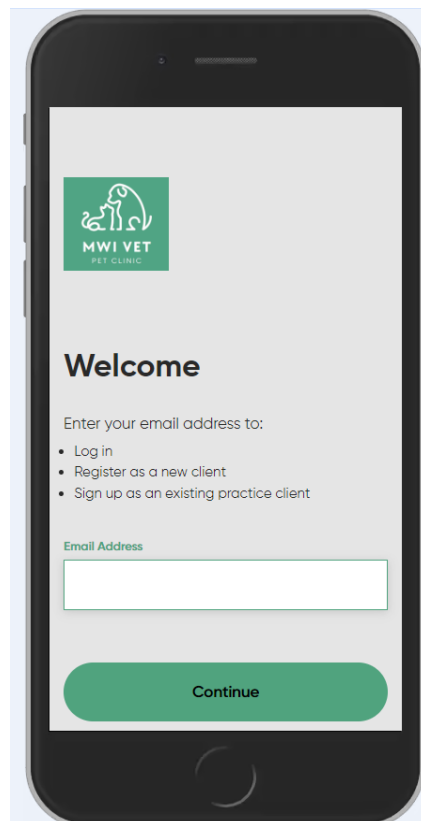 MWI VET
PET CLINIC
Welcome
Enter your email address to:
Log in
Register as a new client
Sign up as an existing practice client
Email Address
Continue